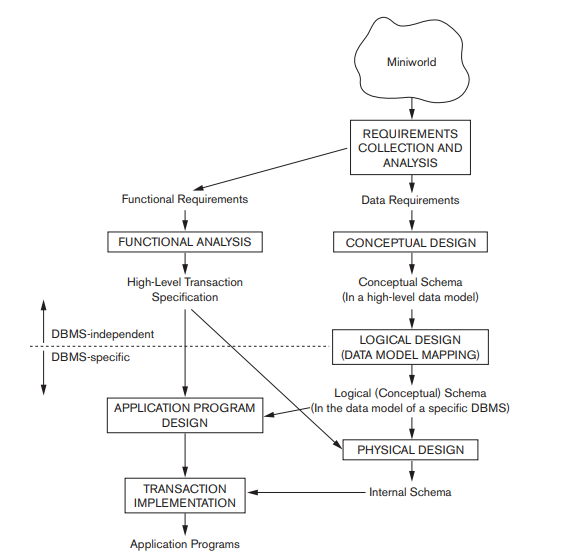 Miniworld
REQUIREMENTS
COLLECTION AND
ANALYSIS
Functional Requirements
Data Requirements
FUNCTIONAL ANALYSIS
CONCEPTUAL DESIGN
High-Level Transaction
Specification
Conceptual Schema
(In a high-level data model)
DBMS-independent
DBMS-specific
LOGICAL DESIGN
(DATA MODEL MAPPING)
Logical (Conceptual) Schema
(In the data model of a specific DBMS)
APPLICATION PROGRAM
DESIGN
PHYSICAL DESIGN
TRANSACTION
IMPLEMENTATION
Internal Schema
Application Programs